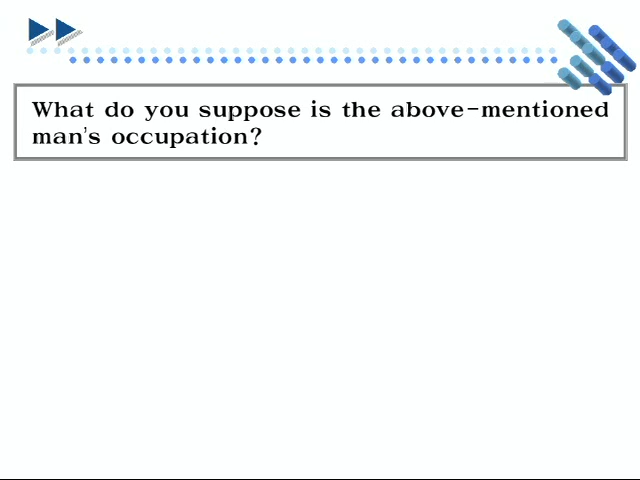 What do you suppose is the above-mentioned
man's occupation?